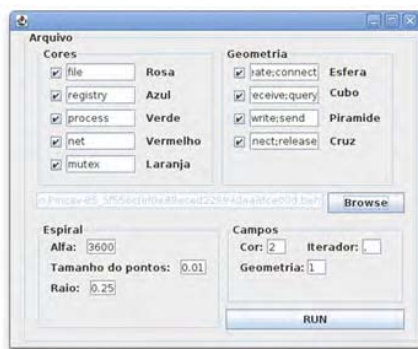 Arquivo
Cores
file Rosa
registry Azul
process Verde
net Vermelho
mutex Laranja
Geometria
eate;connect Esfera
eceive;query Cubo
write;send Piramide
nect;release Cruz
Browse
Espiral
Alfa: 3600
Tamanho do pontos: 0.01
Raio: 0.25
Campos
Cor: 2 Iterador: .
Geometria: 1
RUN